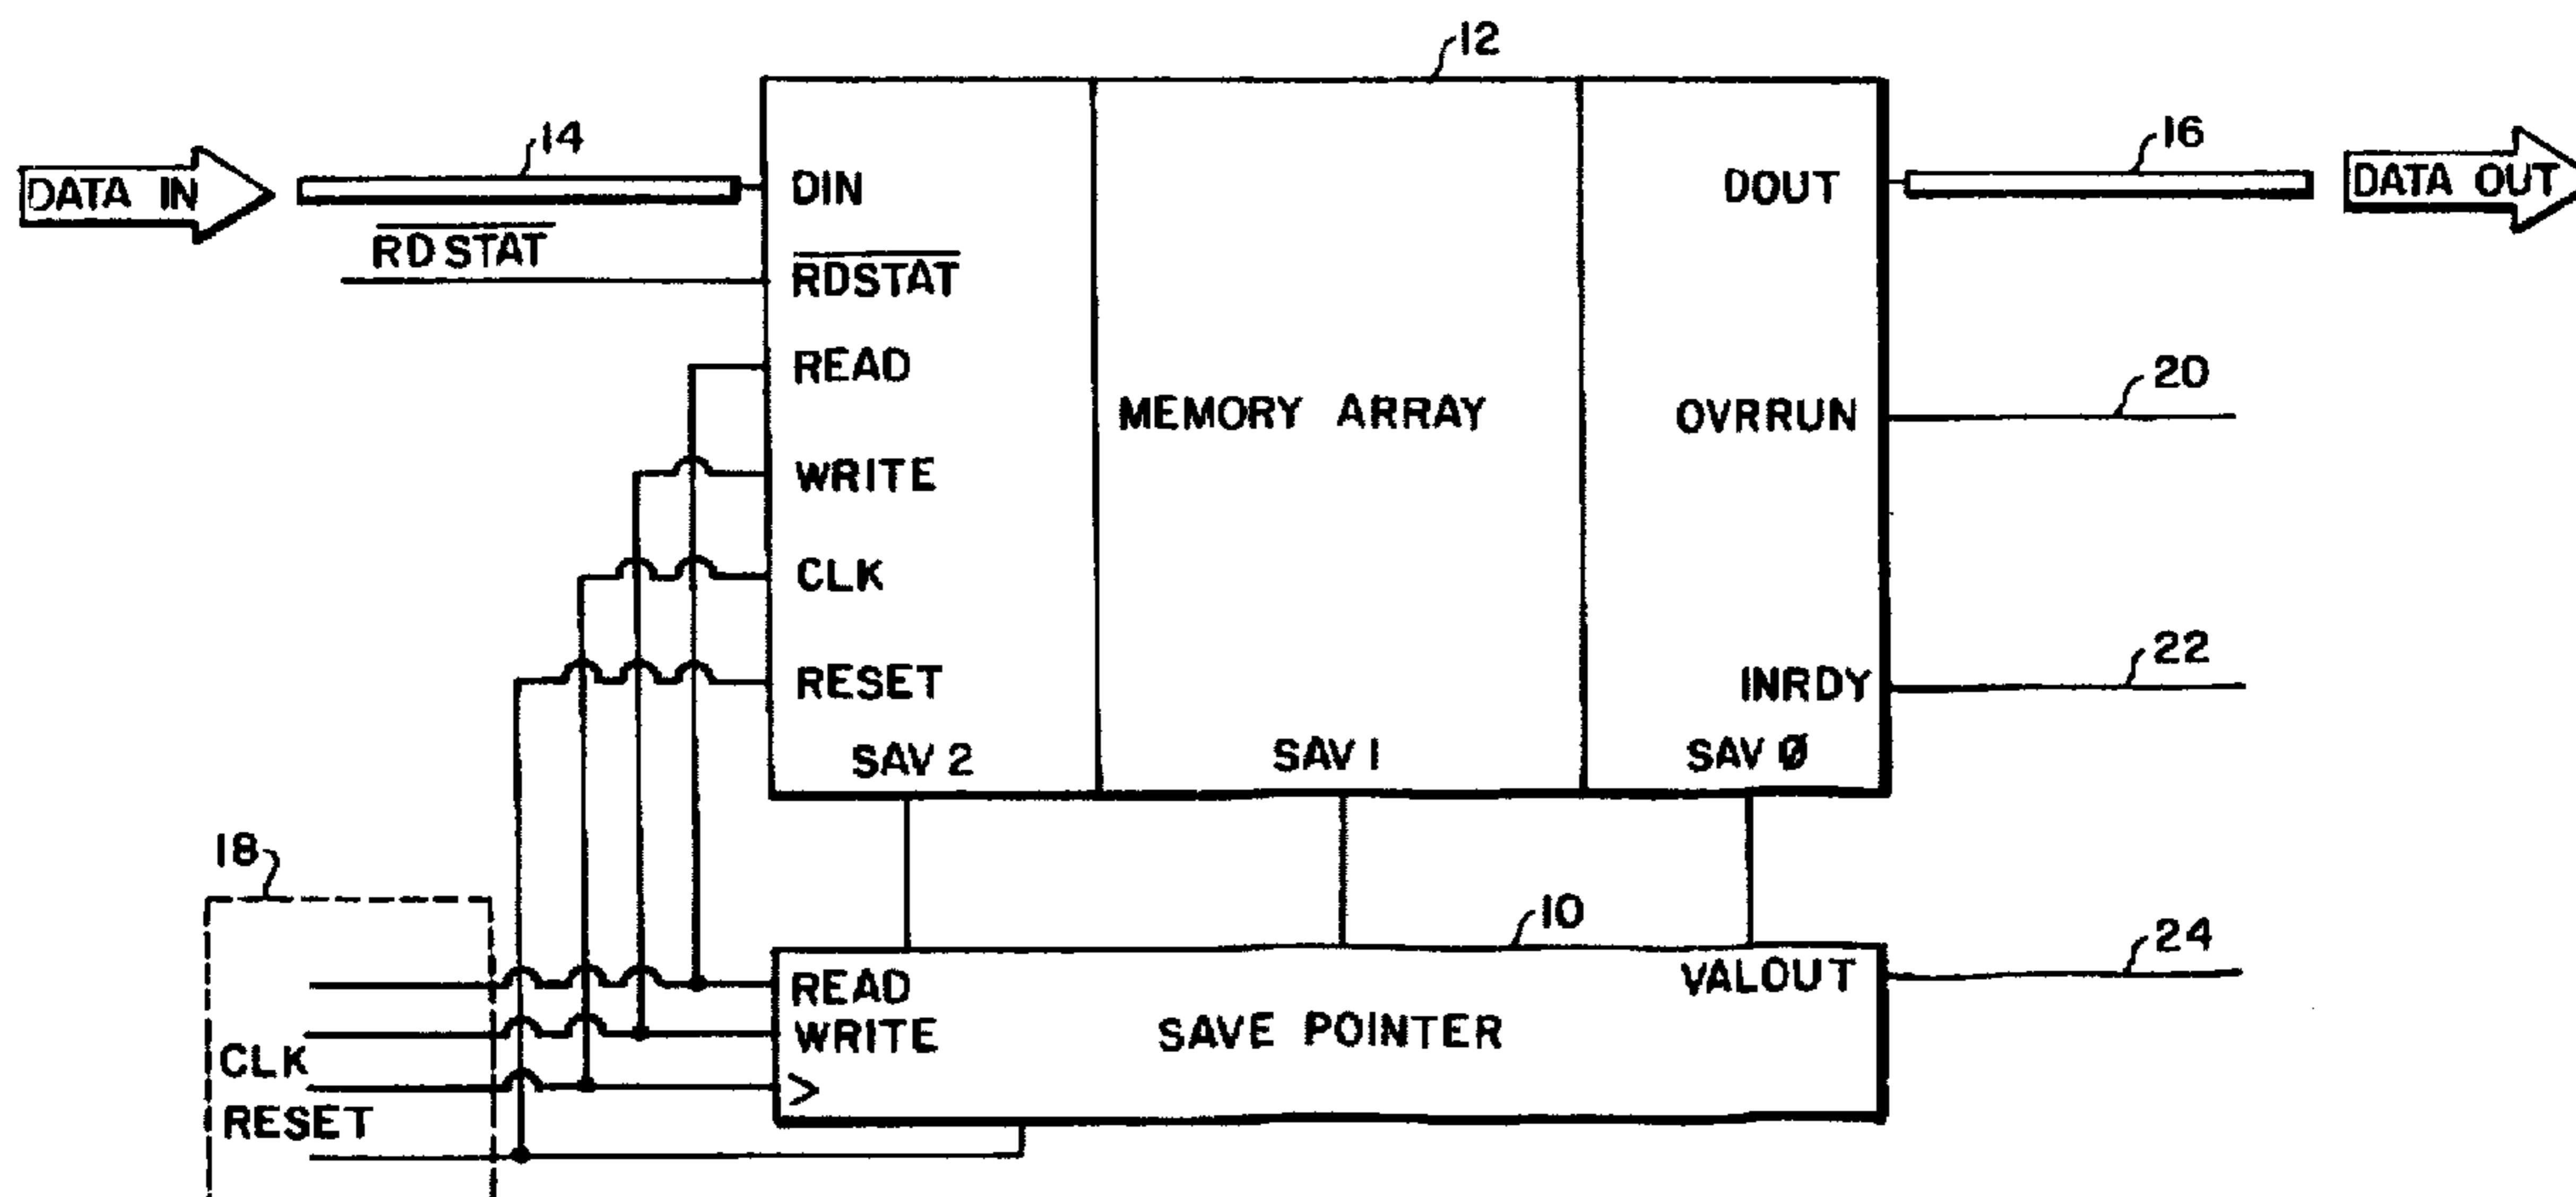 12
14
16
DATA IN
DIN
DOUT
DATA OUT
RDSTAT
RDSTAT
READ
20
MEMORY ARRAY
OVRRUN
WRITE
CLK
22
RESET
INRDY
SAV 2
SAV 1
SAV Ø
18
10
24
READ
VALOUT
WRITE
SAVE POINTER
CLK
>
RESET